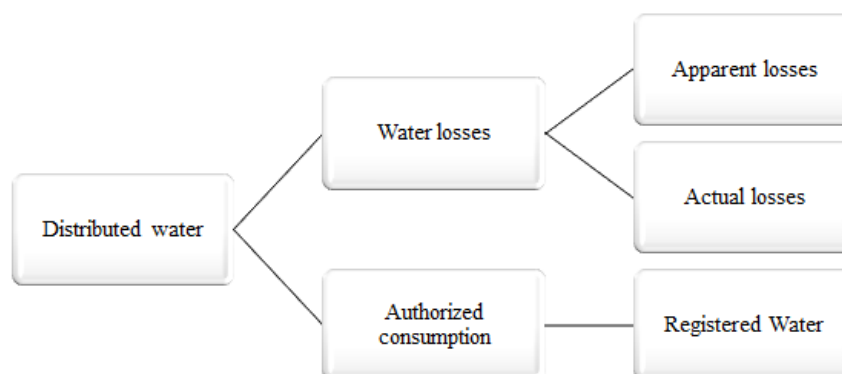 Apparent losses
Water losses
Actual losses
Distributed water
Authorized
consumption
Registered Water